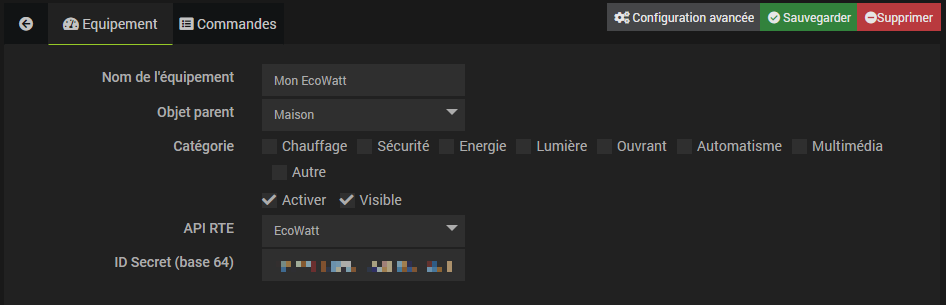 Equipement Commandes Configuration avancée Sauvegarder Supprimer
Nom de l'équipement Mon EcoWatt
Objet parent Maison
Catégorie Chauffage Sécurité Energie Lumière Ouvrant Automatisme Multimédia
Autre
Activer Visible
API RTE EcoWatt
ID Secret (base 64)